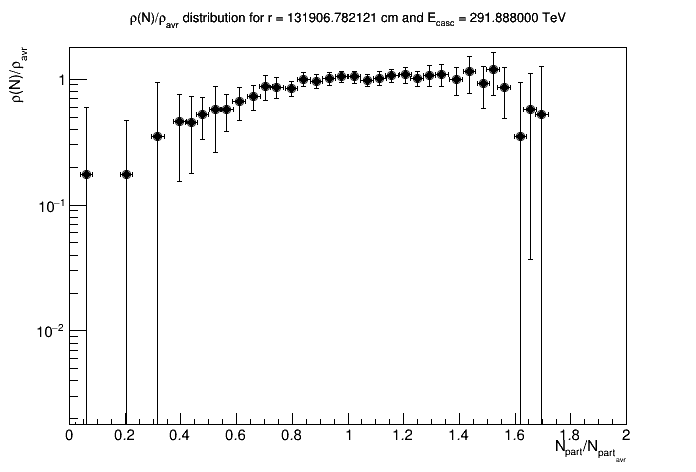 ρ(N)/ρavr distribution for r = 131906.782121 cm and Ecasc = 291.888000 TeV
ρ(N)/ρavr
1
10−1
10−2
0 0.2 0.4 0.6 0.8 1 1.2 1.4 1.6 1.8 2
Npart/Npartavr